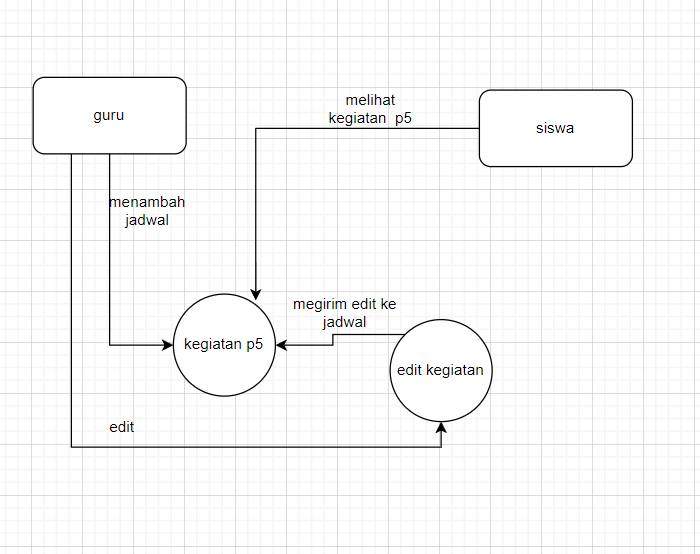 guru
melihat
kegiatan p5
siswa
menambah
jadwal
megirim edit ke
jadwal
kegiatan p5
edit kegiatan
edit